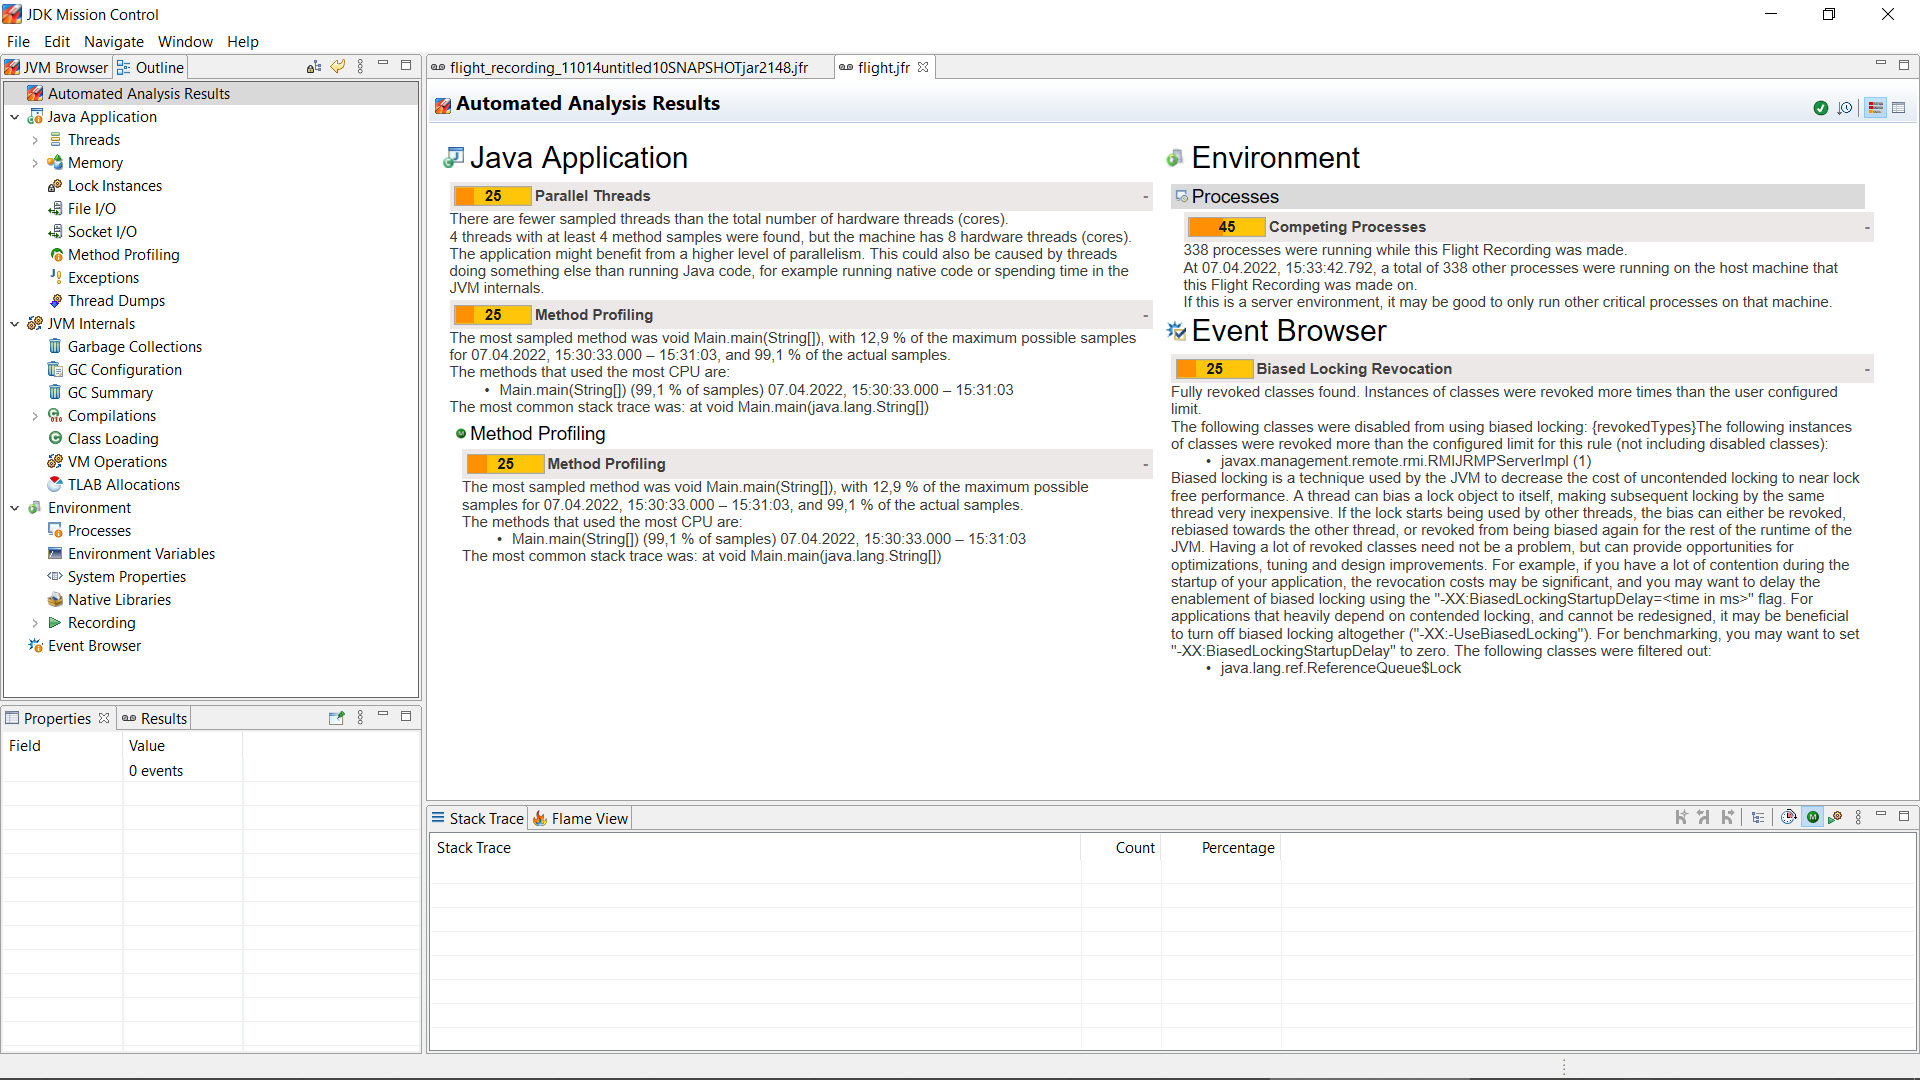 JDK Mission Control
File Edit Navigate Window Help
JVM Browser Outline
Automated Analysis Results
Java Application
Threads
Memory
Lock Instances
File I/O
Socket I/O
Method Profiling
Exceptions
Thread Dumps
JVM Internals
Garbage Collections
GC Configuration
GC Summary
Compilations
Class Loading
VM Operations
TLAB Allocations
Environment
Processes
Environment Variables
System Properties
Native Libraries
Recording
Event Browser
Properties Results
Field Value
0 events
flight_recording_11014untitled10SNAPSHOTjar2148.jfr flight.jfr
Automated Analysis Results
Java Application
25 Parallel Threads -
There are fewer sampled threads than the total number of hardware threads (cores).
4 threads with at least 4 method samples were found, but the machine has 8 hardware threads (cores).
The application might benefit from a higher level of parallelism. This could also be caused by threads
doing something else than running Java code, for example running native code or spending time in the
JVM internals.
25 Method Profiling -
The most sampled method was void Main.main(String[]), with 12,9 % of the maximum possible samples
for 07.04.2022, 15:30:33.000 – 15:31:03, and 99,1 % of the actual samples.
The methods that used the most CPU are:
• Main.main(String[]) (99,1 % of samples) 07.04.2022, 15:30:33.000 – 15:31:03
The most common stack trace was: at void Main.main(java.lang.String[])
Method Profiling
25 Method Profiling -
The most sampled method was void Main.main(String[]), with 12,9 % of the maximum possible
samples for 07.04.2022, 15:30:33.000 – 15:31:03, and 99,1 % of the actual samples.
The methods that used the most CPU are:
• Main.main(String[]) (99,1 % of samples) 07.04.2022, 15:30:33.000 – 15:31:03
The most common stack trace was: at void Main.main(java.lang.String[])
Environment
Processes
45 Competing Processes -
338 processes were running while this Flight Recording was made.
At 07.04.2022, 15:33:42.792, a total of 338 other processes were running on the host machine that
this Flight Recording was made on.
If this is a server environment, it may be good to only run other critical processes on that machine.
Event Browser
25 Biased Locking Revocation -
Fully revoked classes found. Instances of classes were revoked more times than the user configured
limit.
The following classes were disabled from using biased locking: {revokedTypes}The following instances
of classes were revoked more than the configured limit for this rule (not including disabled classes):
• javax.management.remote.rmi.RMIJRMPServerImpl (1)
Biased locking is a technique used by the JVM to decrease the cost of uncontended locking to near lock
free performance. A thread can bias a lock object to itself, making subsequent locking by the same
thread very inexpensive. If the lock starts being used by other threads, the bias can either be revoked,
rebiased towards the other thread, or revoked from being biased again for the rest of the runtime of the
JVM. Having a lot of revoked classes need not be a problem, but can provide opportunities for
optimizations, tuning and design improvements. For example, if you have a lot of contention during the
startup of your application, the revocation costs may be significant, and you may want to delay the
enablement of biased locking using the "-XX:BiasedLockingStartupDelay=<time in ms>" flag. For
applications that heavily depend on contended locking, and cannot be redesigned, it may be beneficial
to turn off biased locking altogether ("-XX:-UseBiasedLocking"). For benchmarking, you may want to set
"-XX:BiasedLockingStartupDelay" to zero. The following classes were filtered out:
• java.lang.ref.ReferenceQueue$Lock
Stack Trace Flame View
Stack Trace Count Percentage